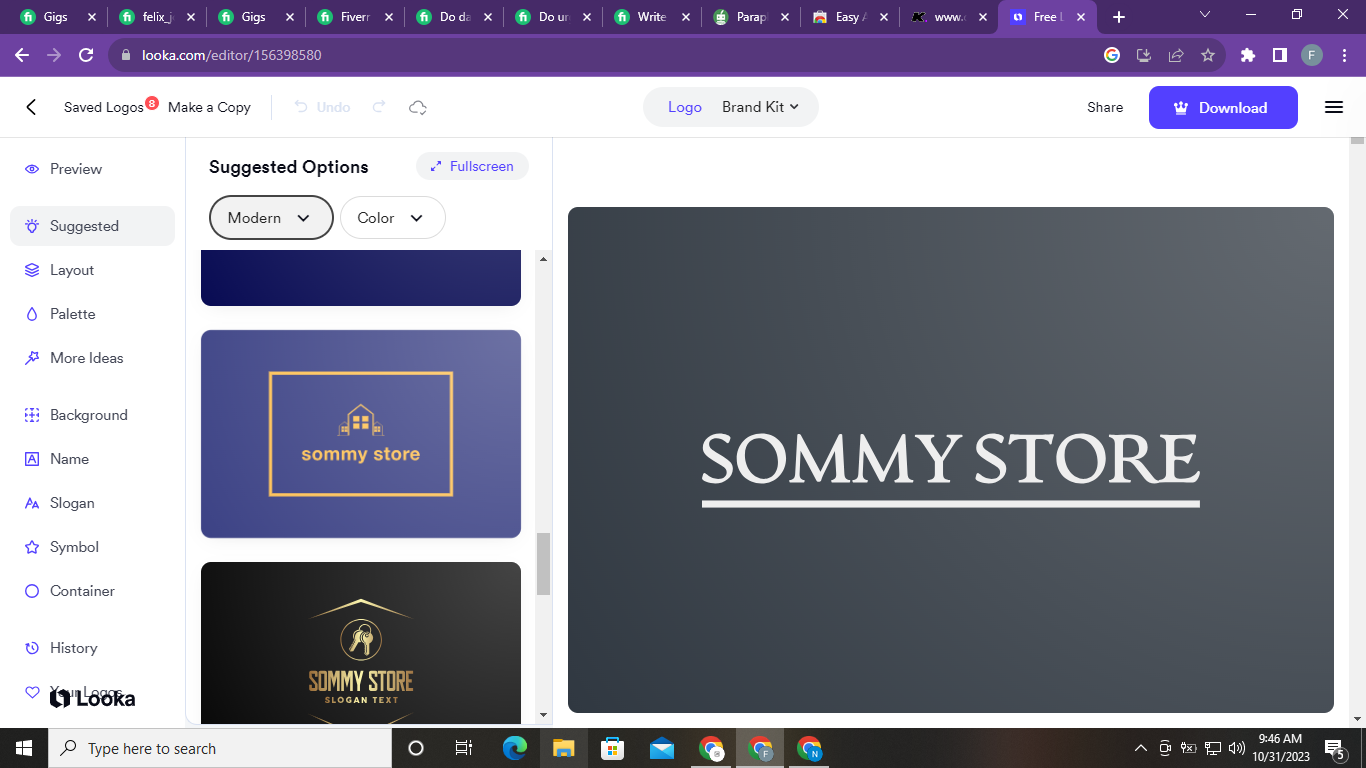 Gigs
felix_j
Gigs
Fiverr
Do da
Do un
Write
Parap
Easy A
www.
Free L
looka.com/editor/156398580
F
Saved Logos 8
Make a Copy
Undo
Logo
Brand Kit
Share
Download
Preview
Suggested
Layout
Palette
More Ideas
Background
Name
Slogan
Symbol
Container
History
Your Logos
Looka
Suggested Options
Fullscreen
Modern
Color
sommy store
SOMMY STORE
SLOGAN TEXT
SOMMY STORE
Type here to search
F
N
9:46 AM
10/31/2023
5